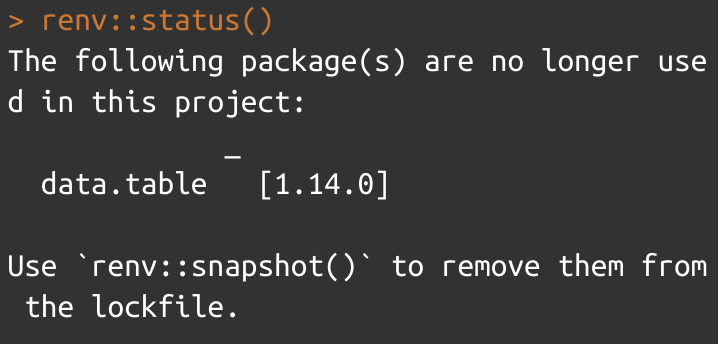 > renv::status()
The following package(s) are no longer use
d in this project:
_
data.table   [1.14.0]
Use `renv::snapshot()` to remove them from
 the lockfile.